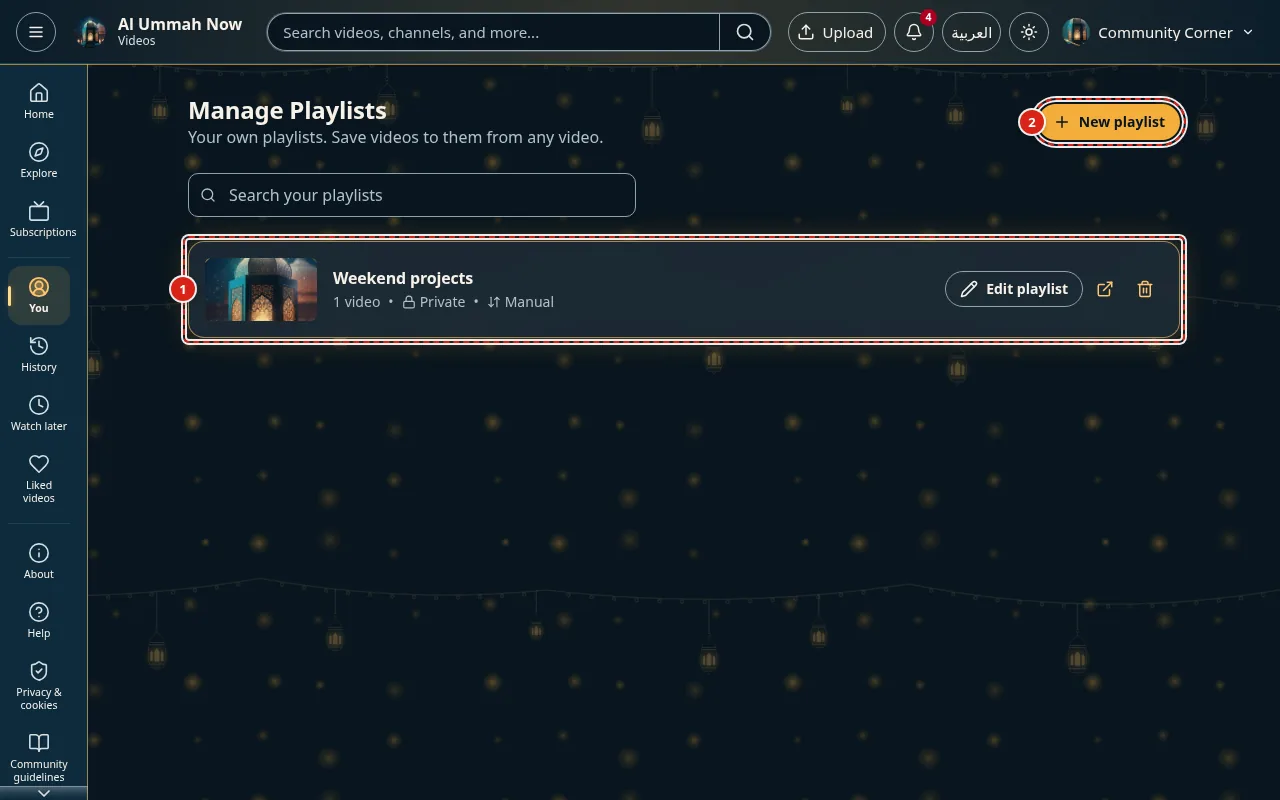 Al Ummah Now
Videos
Search videos, channels, and more...
Upload
4
العربية
Community Corner
Home
Explore
Subscriptions
You
History
Watch later
Liked
videos
About
Help
Privacy &
cookies
Community
guidelines
Manage Playlists
Your own playlists. Save videos to them from any video.
2
New playlist
Search your playlists
1
Weekend projects
1 video • Private • Manual
Edit playlist